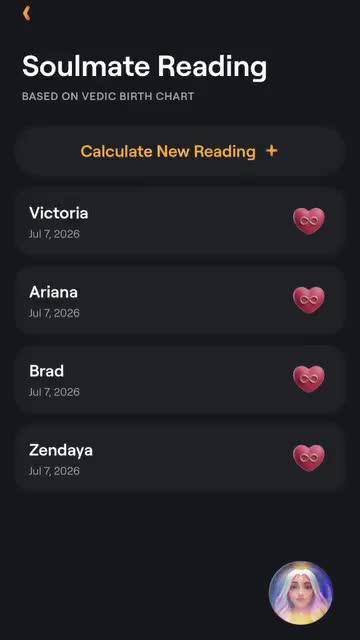 Soulmate Reading
BASED ON VEDIC BIRTH CHART
Calculate New Reading +
Victoria
Jul 7, 2026
Ariana
Jul 7, 2026
Brad
Jul 7, 2026
Zendaya
Jul 7, 2026